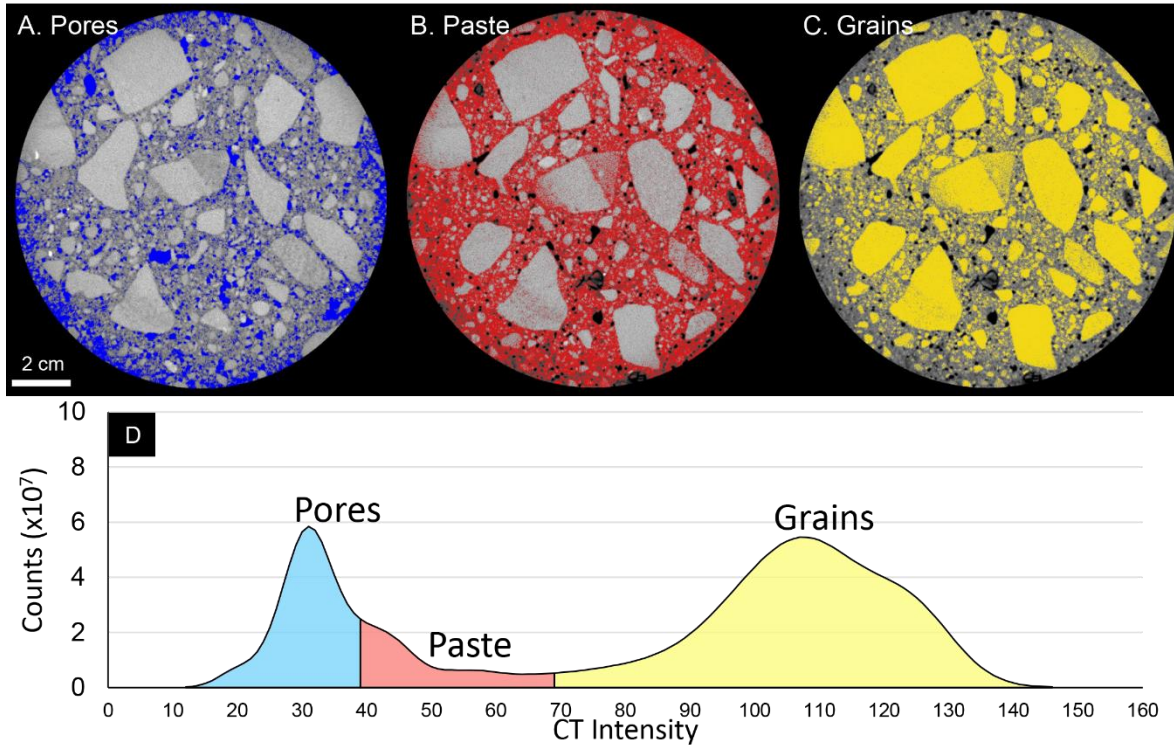 A. Pores
B. Paste
C. Grains
2 cm
D
Counts (x10⁷)
10
8
6
4
2
0
Pores
Paste
Grains
0 10 20 30 40 50 60 70 80 90 100 110 120 130 140 150 160
CT Intensity